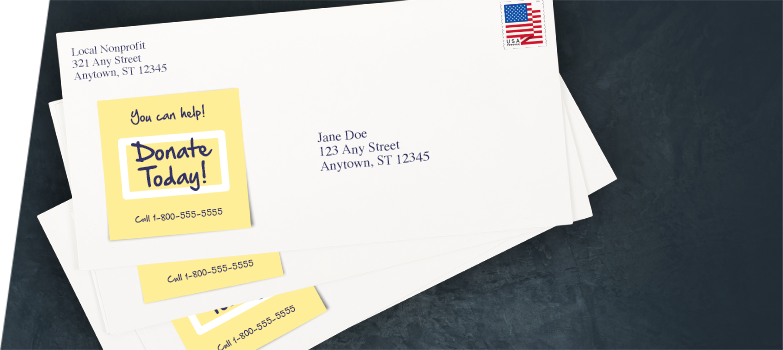 Local Nonprofit
321 Any Street
Anytown, ST 12345
USA
You can help!
Donate
Today!
Call 1-800-555-5555
Jane Doe
123 Any Street
Anytown, ST 12345
Call 1-800-555-5555
Call 1-800-555-5555